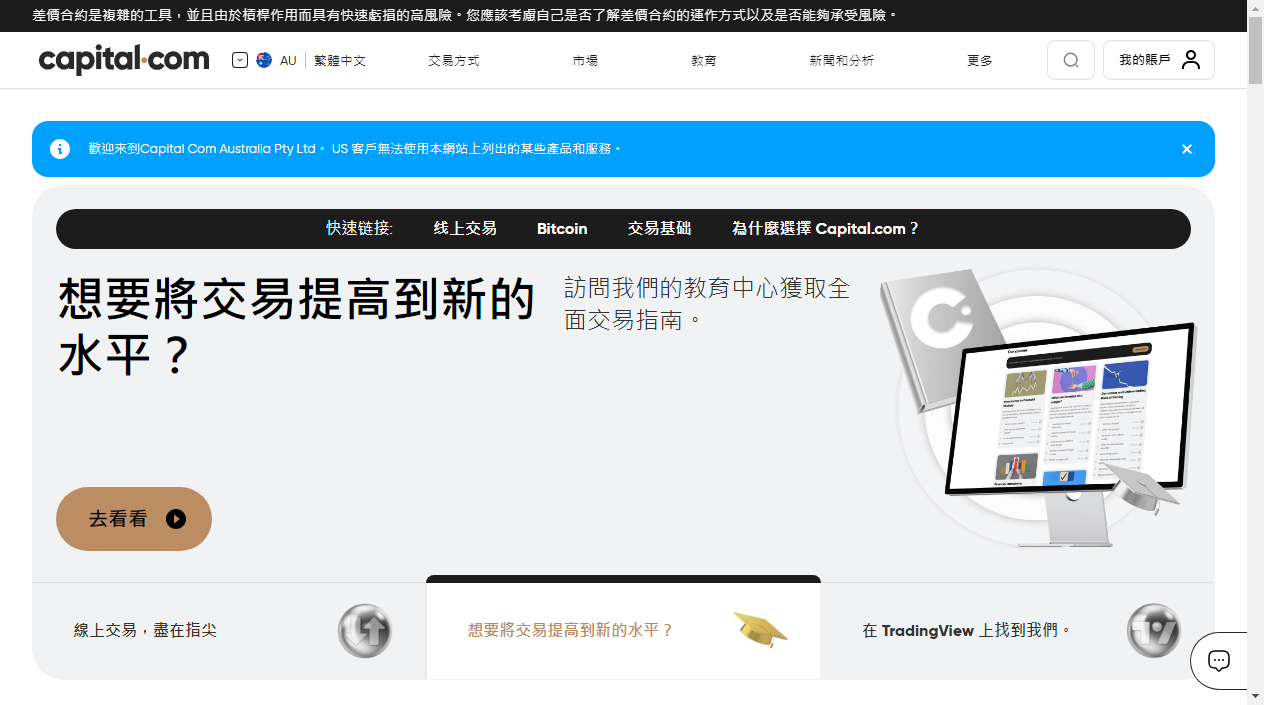 差價合約是複雜的工具，並且由於槓桿作用而具有快速虧損的高風險。您應該考慮自己是否了解差價合約的運作方式以及是否能夠承受風險。
capital.com
AU
繁體中文
交易方式
市場
教育
新聞和分析
更多
我的賬戶
歡迎來到Capital Com Australia Pty Ltd。 US 客戶無法使用本網站上列出的某些產品和服務。
快速链接:
线上交易
Bitcoin
交易基础
為什麼選擇 Capital.com？
想要將交易提高到新的
水平？
訪問我們的教育中心獲取全
面交易指南。
去看看
線上交易，盡在指尖
想要將交易提高到新的水平？
在 TradingView 上找到我們。